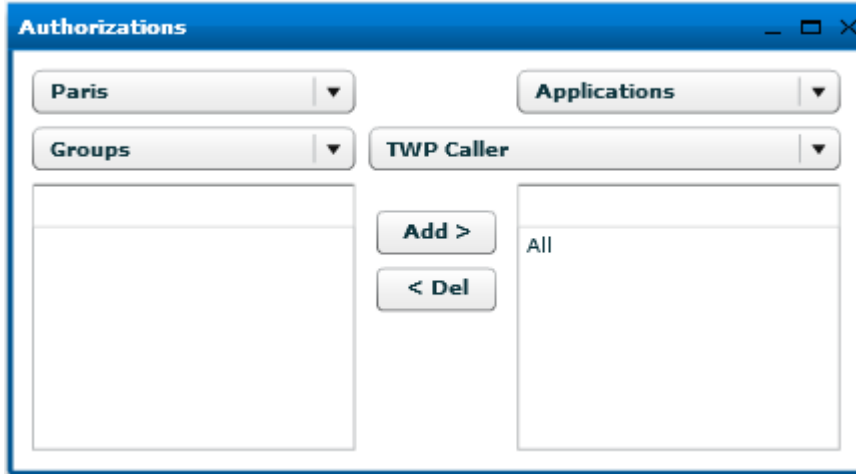 Authorizations
Paris
Applications
Groups
TWP Caller
Add >
All
< Del